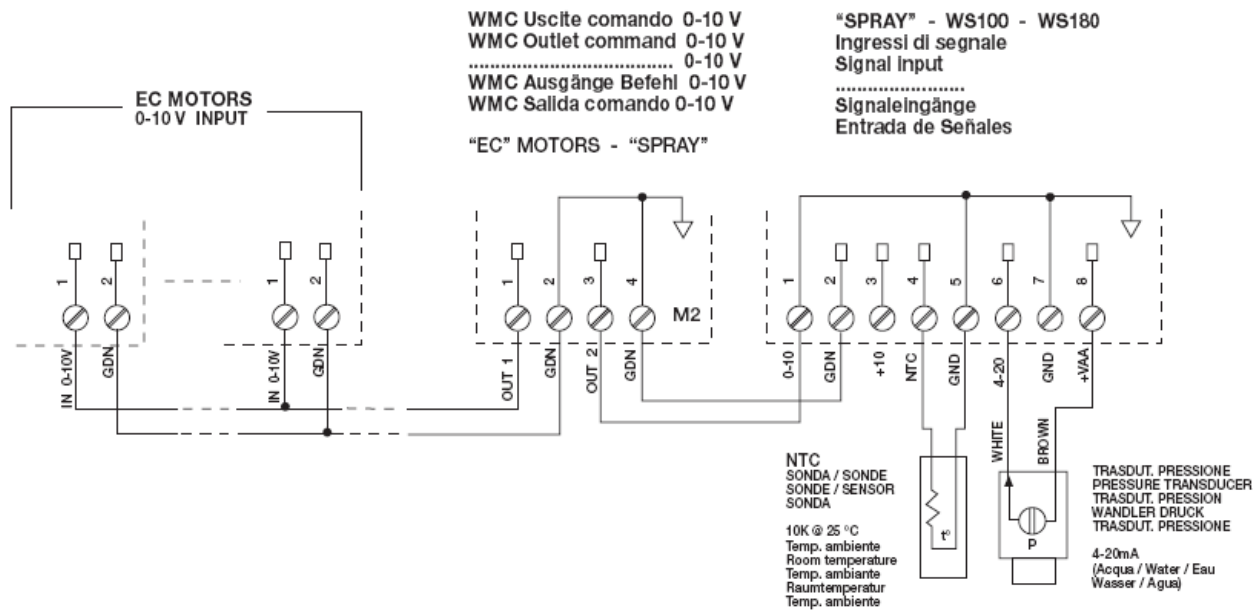 WMC Uscite comando 0-10 V
WMC Outlet command 0-10 V
...................................... 0-10 V
WMC Ausgänge Befehl 0-10 V
WMC Salida comando 0-10 V
"EC" MOTORS - "SPRAY"
"SPRAY" - WS100 - WS180
Ingressi di segnale
Signal input
........................
Signaleingänge
Entrada de Señales
EC MOTORS
0-10 V INPUT
1
2
1
2
1
2
3
4
M2
1
2
3
4
5
6
7
8
IN 0-10V
GDN
IN 0-10V
GDN
OUT 1
GDN
OUT 2
GDN
0-10
GDN
+10
NTC
GND
4-20
GND
+VAA
WHITE
BROWN
NTC
SONDA / SONDE
SONDE / SENSOR
SONDA
10K @ 25 °C
Temp. ambiente
Room temperature
Temp. ambiante
Raumtemperatur
Temp. ambiente
t°
P
TRASDUT. PRESSIONE
PRESSURE TRANSDUCER
TRASDUT. PRESSION
WANDLER DRUCK
TRASDUT. PRESSIONE
4-20mA
(Acqua / Water / Eau
Wasser / Agua)